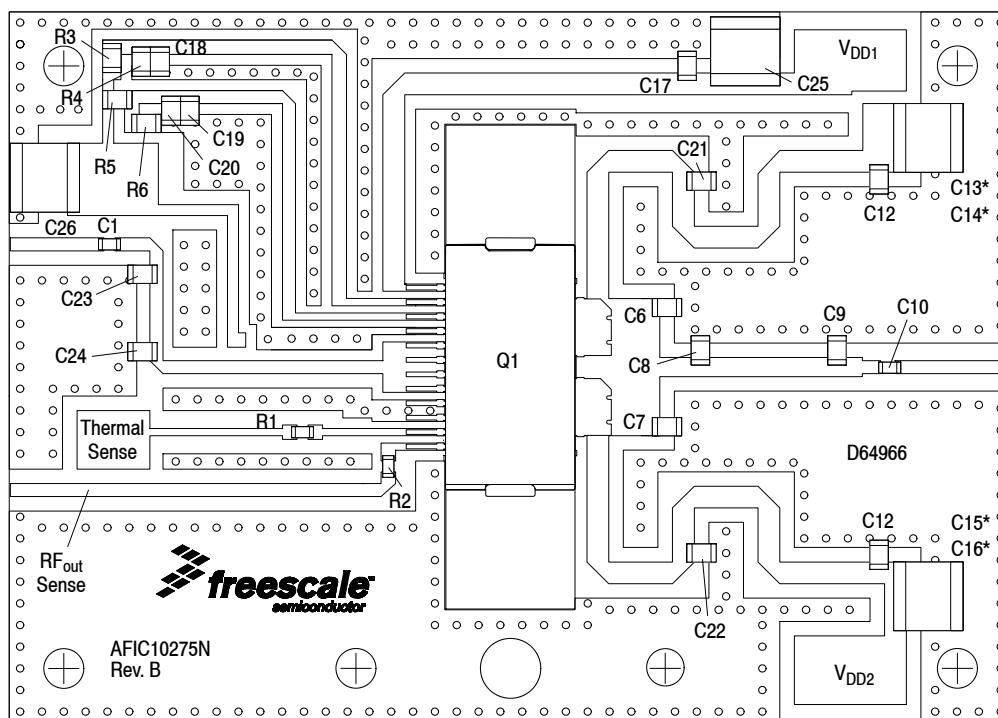 R3
C18
R4
C17
C25
VDD1
R5
R6
C20
C19
C21
C12
C13*
C14*
C26
C1
C23
C24
C6
C8
C9
C10
Q1
C7
Thermal
Sense
R1
R2
D64966
RFout
Sense
freescale™
semiconductor
C12
C15*
C16*
C22
AFIC10275N
Rev. B
VDD2